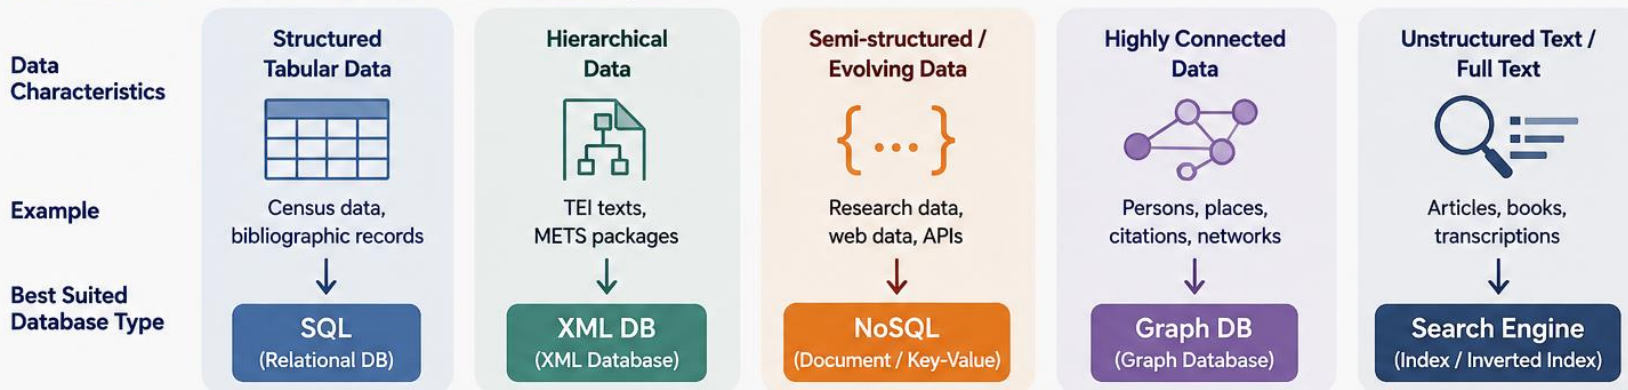 Data
Characteristics
Structured
Tabular Data
Hierarchical
Data
Semi-structured /
Evolving Data
Highly Connected
Data
Unstructured Text /
Full Text
{...}
Example
Census data,
bibliographic records
TEI texts,
METS packages
Research data,
web data, APIs
Persons, places,
citations, networks
Articles, books,
transcriptions
Best Suited
Database Type
SQL
(Relational DB)
XML DB
(XML Database)
NoSQL
(Document / Key-Value)
Graph DB
(Graph Database)
Search Engine
(Index / Inverted Index)